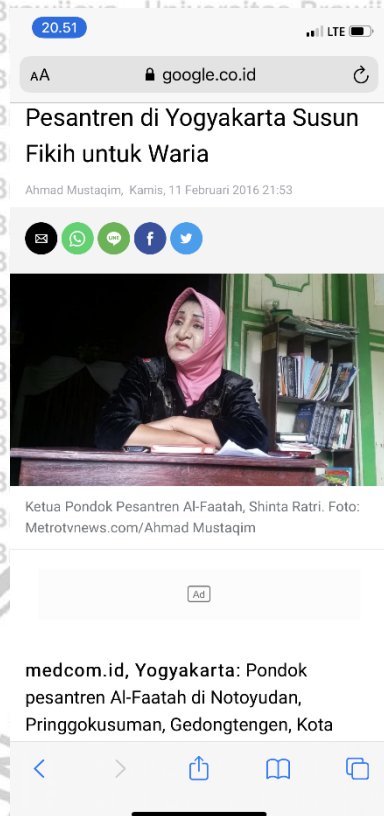 20.51
LTE
AA google.co.id
Pesantren di Yogyakarta Susun
Fikih untuk Waria
Ahmad Mustaqim, Kamis, 11 Februari 2016 21:53
LINE f
Ketua Pondok Pesantren Al-Faatah, Shinta Ratri. Foto:
Metrotvnews.com/Ahmad Mustaqim
Ad
medcom.id, Yogyakarta: Pondok
pesantren Al-Faatah di Notoyudan,
Pringgokusuman, Gedongtengen, Kota